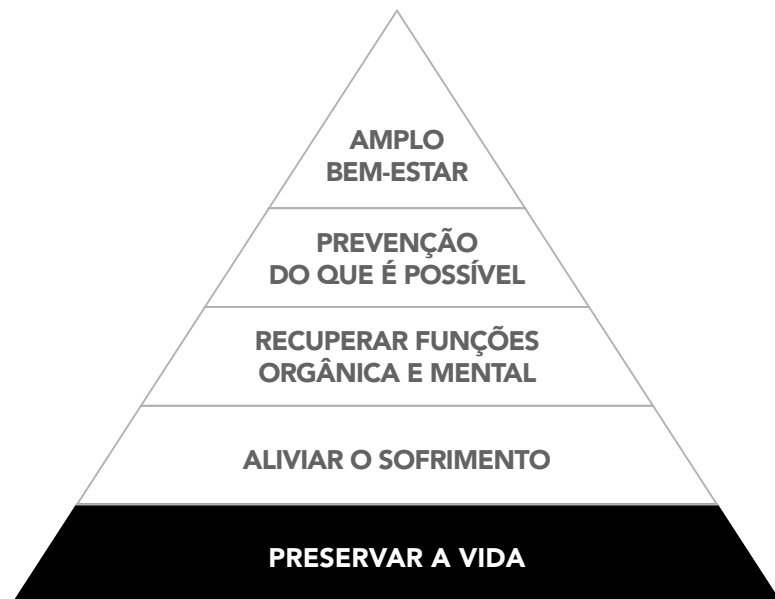 AMPLO
BEM-ESTAR
PREVENÇÃO
DO QUE É POSSÍVEL
RECUPERAR FUNÇÕES
ORGÂNICA E MENTAL
ALIVIAR O SOFRIMENTO
PRESERVAR A VIDA